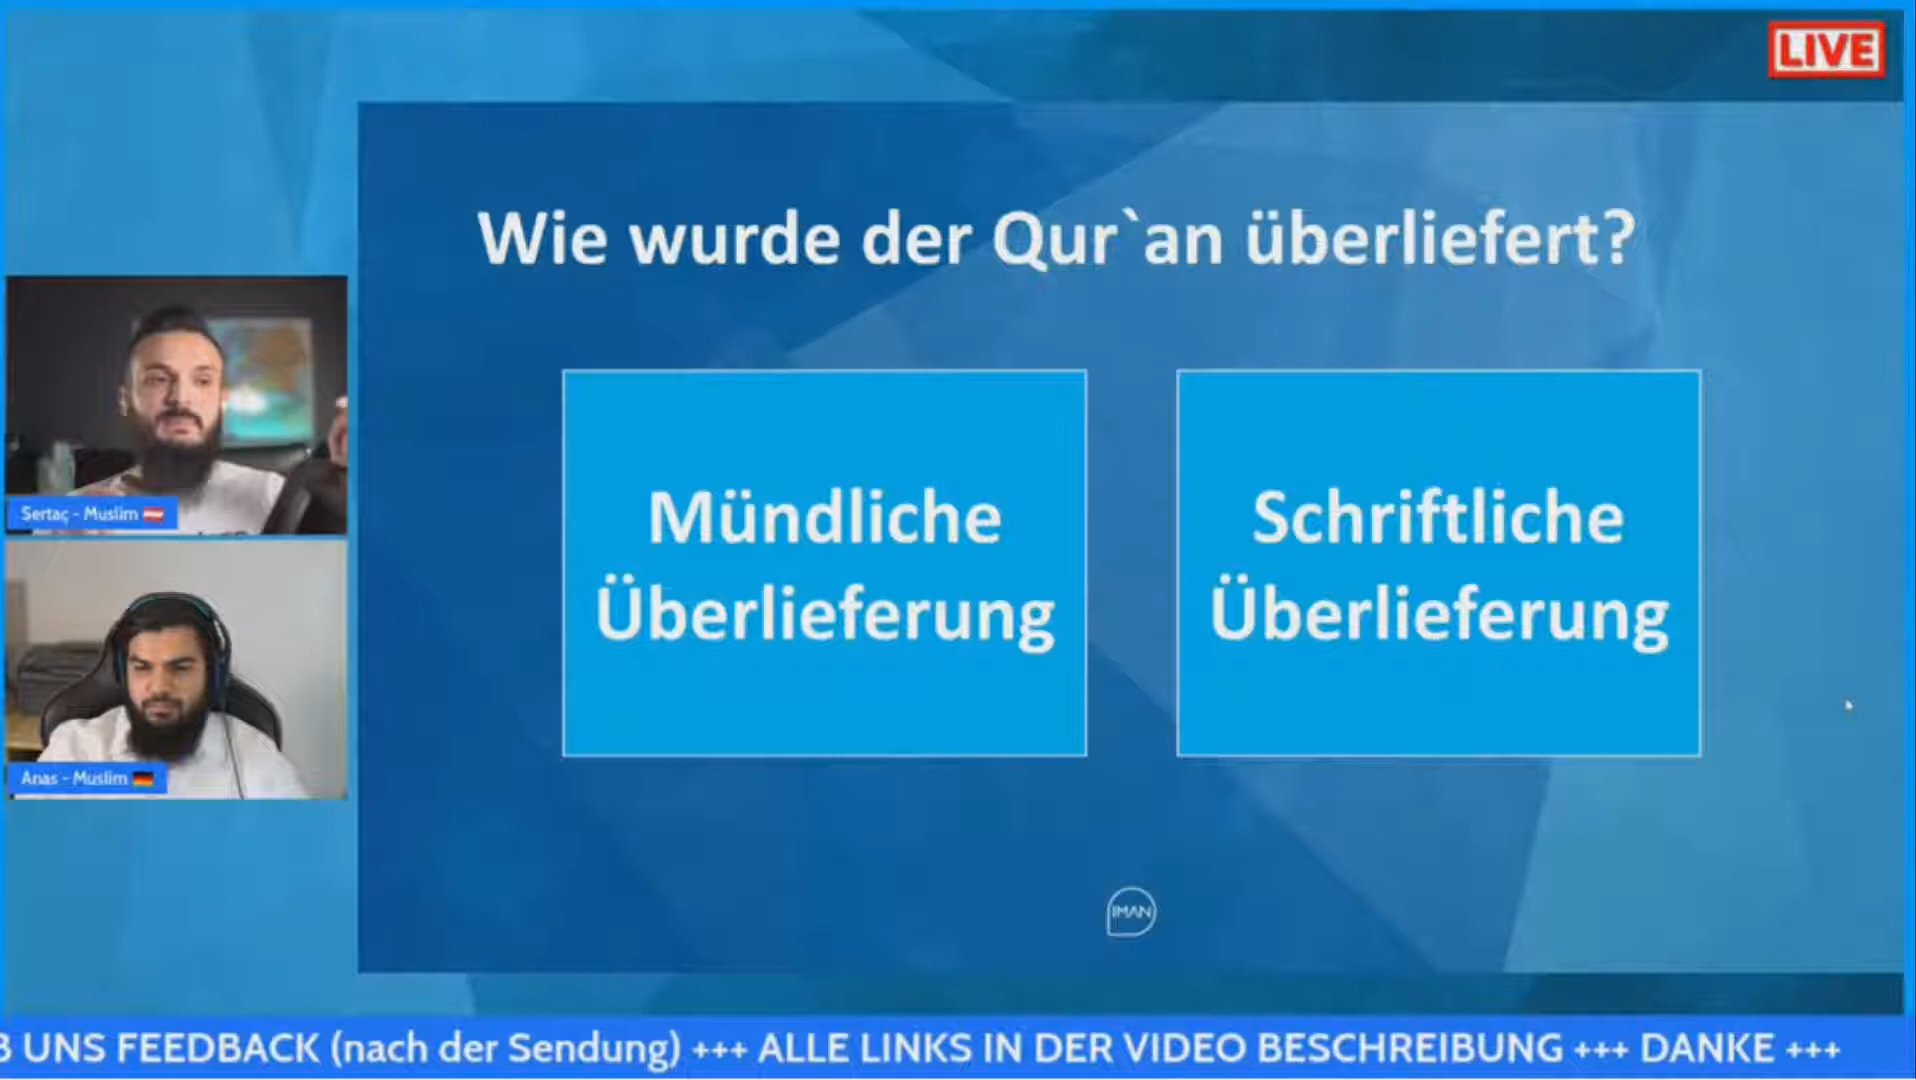 LIVE
Wie wurde der Qur`an überliefert?
Mündliche
Überlieferung
Schriftliche
Überlieferung
Sertaç - Muslim
Anas - Muslim
IMAN
UNS FEEDBACK (nach der Sendung) +++ ALLE LINKS IN DER VIDEO BESCHREIBUNG +++ DANKE +++